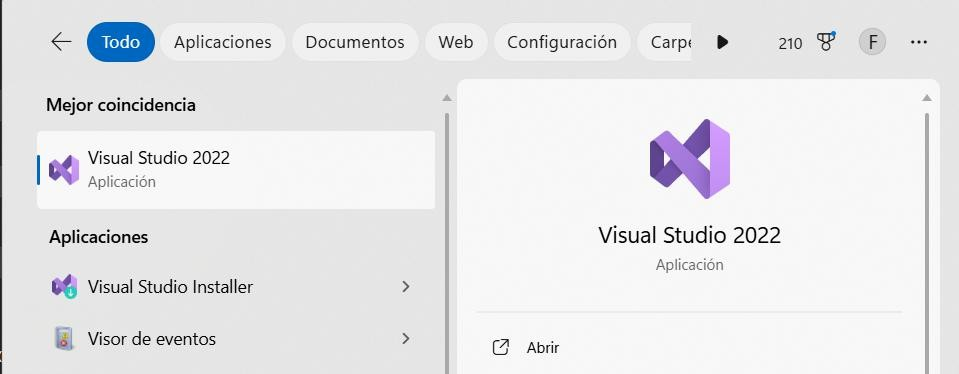 Todo Aplicaciones Documentos Web Configuración Carpe 210 F
Mejor coincidencia
Visual Studio 2022
Aplicación
Aplicaciones
Visual Studio Installer
Visor de eventos
Visual Studio 2022
Aplicación
Abrir